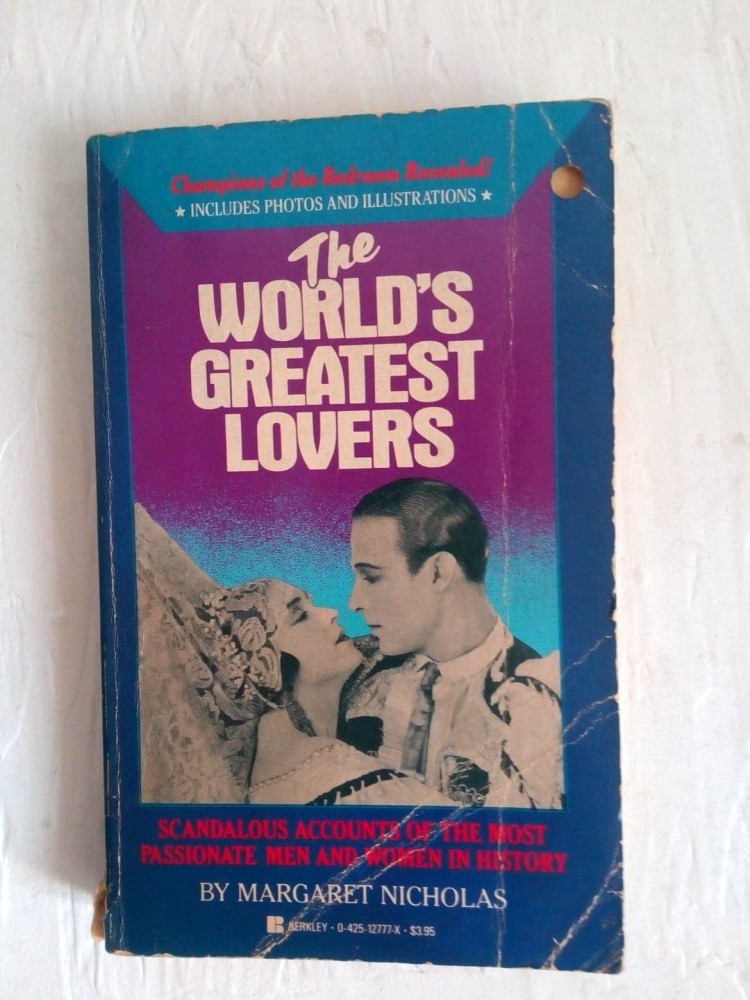 Champions of the Bedroom Revealed!
★ INCLUDES PHOTOS AND ILLUSTRATIONS ★
The
WORLD'S
GREATEST
LOVERS
SCANDALOUS ACCOUNTS OF THE MOST
PASSIONATE MEN AND WOMEN IN HISTORY
BY MARGARET NICHOLAS
B BERKLEY · 0-425-12777-X · $3.95